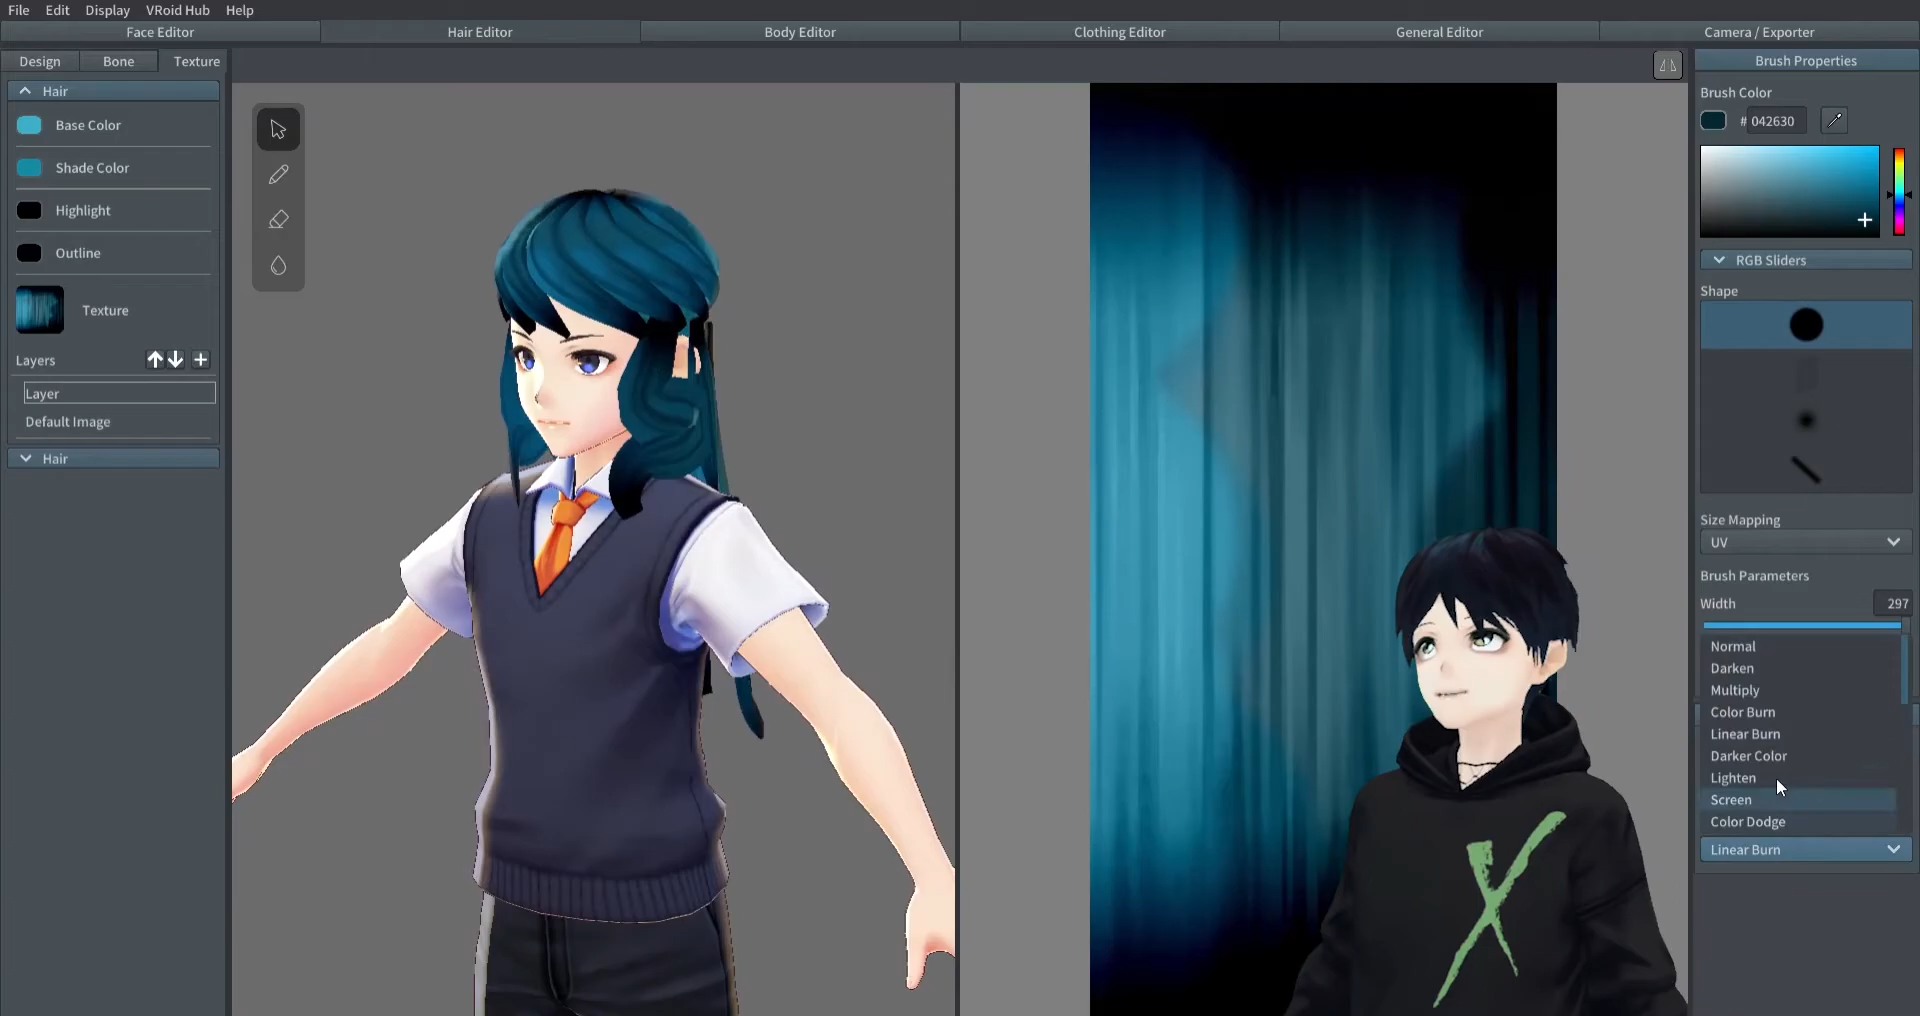 File Edit Display VRoid Hub Help
Face Editor Hair Editor Body Editor Clothing Editor General Editor Camera / Exporter
Design Bone Texture
Hair
Base Color
Shade Color
Highlight
Outline
Texture
Layers
Layer
Default Image
Hair
Brush Properties
Brush Color
# 042630
RGB Sliders
Shape
Size Mapping
UV
Brush Parameters
Width 297
Normal
Darken
Multiply
Color Burn
Linear Burn
Darker Color
Lighten
Screen
Color Dodge
Linear Burn
X